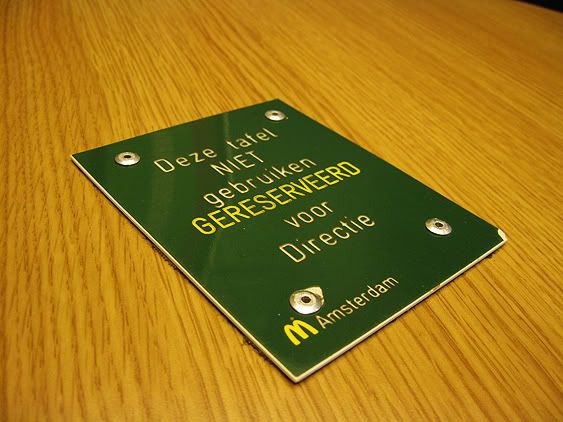 Deze tafel
NIET
gebruiken
GERESERVEERD
voor
Directie
M Amsterdam